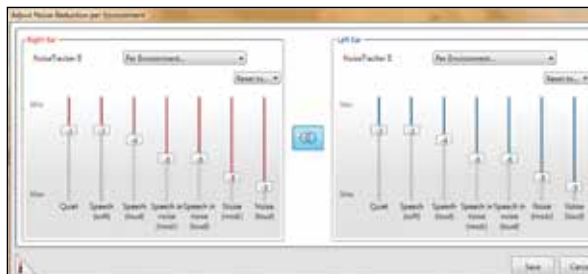 Adjust Noise Reduction per Environment
Right Ear
NoiseTracker II
Per Environment...
Reset to...
Min
Max
Quiet
Speech (soft)
Speech (loud)
Speech in noise (mod)
Speech in noise (loud)
Noise (mod)
Noise (loud)
Left Ear
NoiseTracker II
Per Environment...
Reset to...
Max
Quiet
Speech (soft)
Speech (loud)
Speech in noise (mod)
Speech in noise (loud)
Noise (mod)
Noise (loud)
Save
Cancel